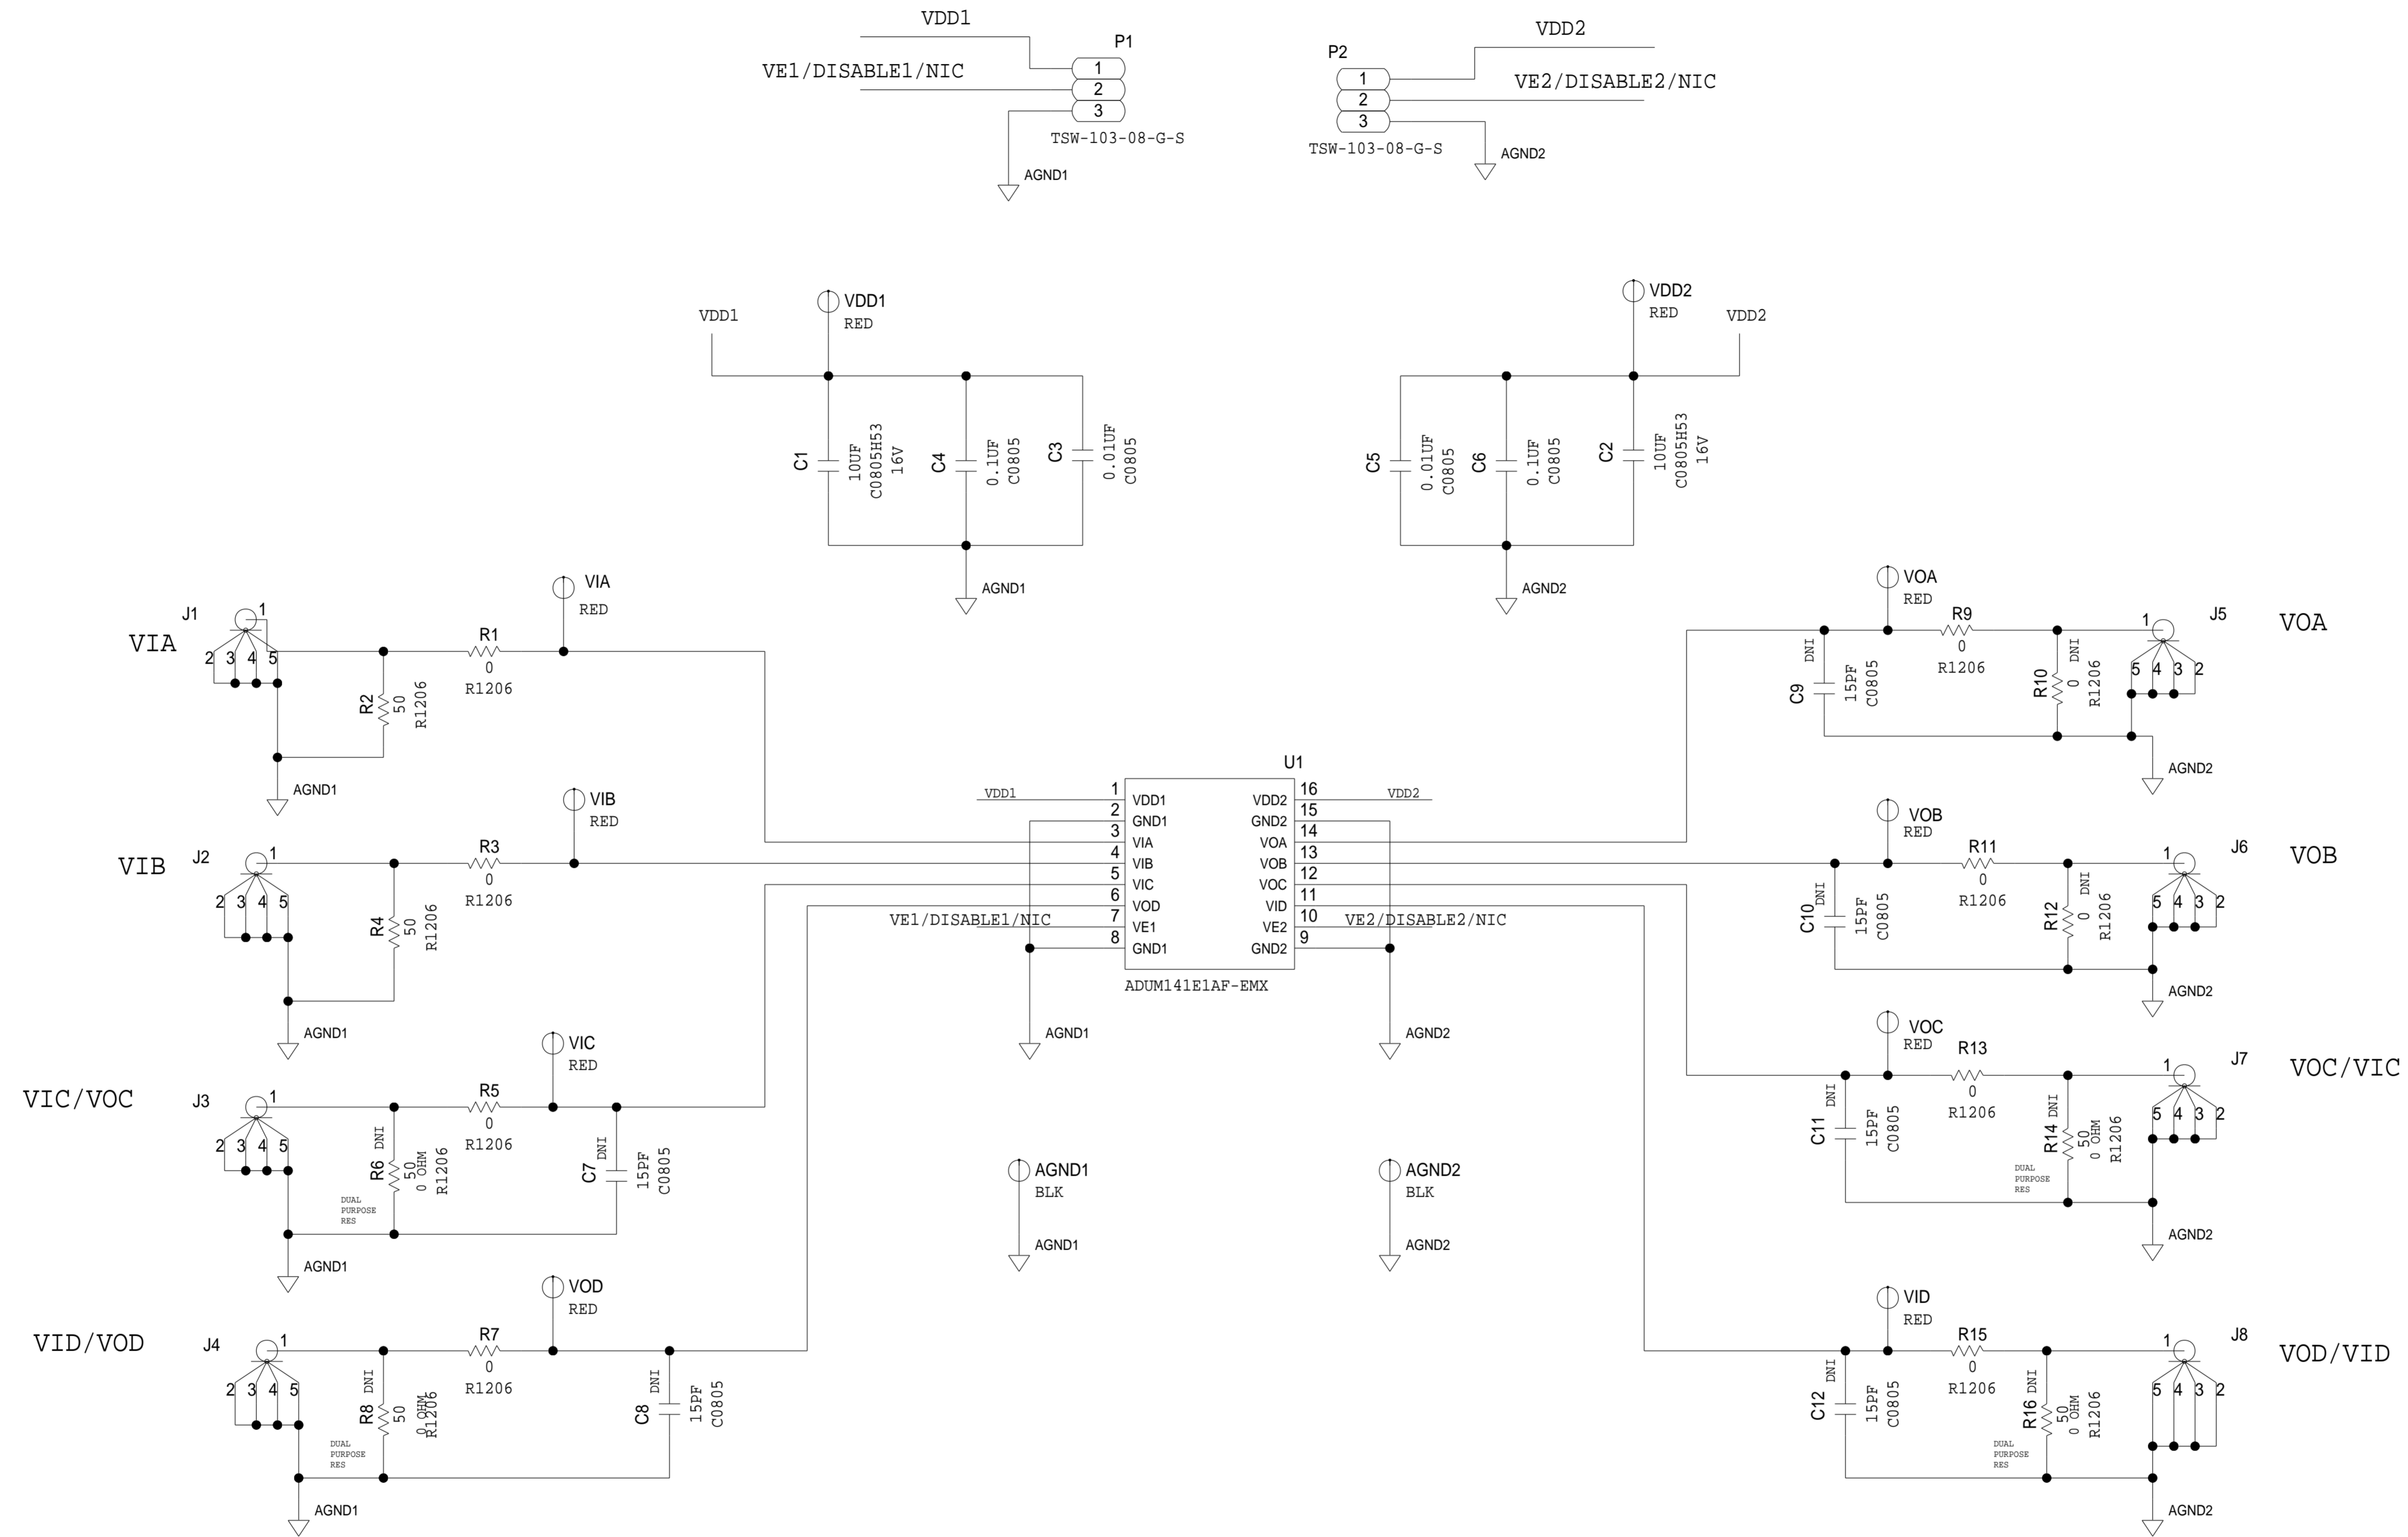 VDD1
P1
VE1/DISABLE1/NIC
1
2
3
TSW-103-08-G-S
AGND1
VDD2
P2
VE2/DISABLE2/NIC
1
2
3
TSW-103-08-G-S
AGND2
VDD1
VDD1
RED
C1
10UF
C0805H53
16V
C4
0.1UF
C0805
C3
0.01UF
C0805
AGND1
VDD2
RED
VDD2
C5
0.01UF
C0805
C6
0.1UF
C0805
C2
10UF
C0805H53
16V
AGND2
VIA
J1
1
2 3 4 5
R2
50
R1206
R1
0
R1206
VIA
RED
AGND1
VIB
J2
1
2 3 4 5
R4
50
R1206
R3
0
R1206
VIB
RED
AGND1
VIC/VOC
J3
1
2 3 4 5
R6
DNI
50
0 OHM
R1206
DUAL
PURPOSE
RES
R5
0
R1206
VIC
RED
C7
DNI
15PF
C0805
AGND1
VID/VOD
J4
1
2 3 4 5
R8
DNI
50
0 OHM
R1206
DUAL
PURPOSE
RES
R7
0
R1206
VOD
RED
C8
DNI
15PF
C0805
AGND1
U1
VDD1
1 VDD1
2 GND1
3 VIA
4 VIB
5 VIC
6 VOD
VE1/DISABLE1/NIC
7 VE1
8 GND1
VDD2 16
VDD2
GND2 15
VOA 14
VOB 13
VOC 12
VID 11
VE2 10
VE2/DISABLE2/NIC
GND2 9
ADUM141E1AF-EMX
AGND1
AGND2
AGND1
BLK
AGND1
AGND2
BLK
AGND2
VOA
RED
C9
DNI
15PF
C0805
R9
0
R1206
R10
DNI
0
R1206
1
J5
5 4 3 2
VOA
AGND2
VOB
RED
C10
DNI
15PF
C0805
R11
0
R1206
R12
DNI
0
R1206
1
J6
5 4 3 2
VOB
AGND2
VOC
RED
C11
DNI
15PF
C0805
R13
0
R1206
R14
DNI
50
0 OHM
R1206
DUAL
PURPOSE
RES
1
J7
5 4 3 2
VOC/VIC
AGND2
VID
RED
C12
DNI
15PF
C0805
R15
0
R1206
R16
DNI
50
0 OHM
R1206
DUAL
PURPOSE
RES
1
J8
5 4 3 2
VOD/VID
AGND2